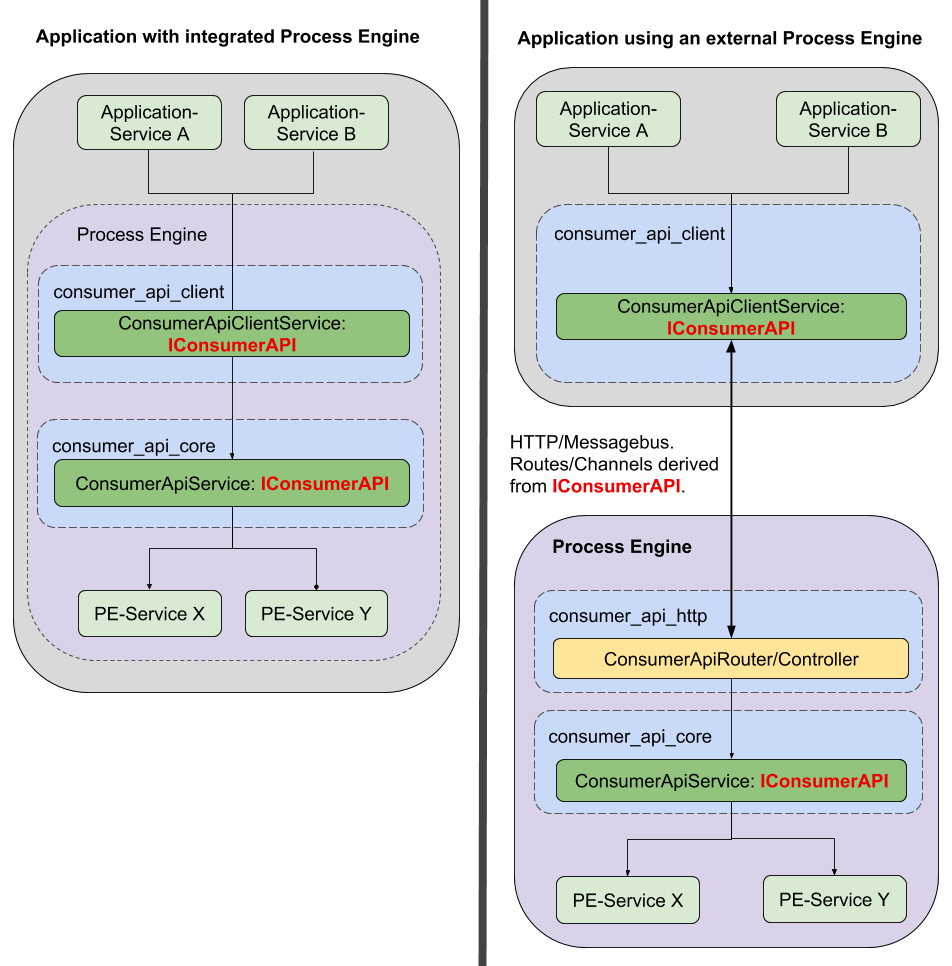 Application with integrated Process Engine
Application-
Service A
Application-
Service B
Process Engine
consumer_api_client
ConsumerApiClientService:
IConsumerAPI
consumer_api_core
ConsumerApiService: IConsumerAPI
PE-Service X
PE-Service Y
Application using an external Process Engine
Application-
Service A
Application-
Service B
consumer_api_client
ConsumerApiClientService:
IConsumerAPI
HTTP/Messagebus.
Routes/Channels derived
from IConsumerAPI.
Process Engine
consumer_api_http
ConsumerApiRouter/Controller
consumer_api_core
ConsumerApiService: IConsumerAPI
PE-Service X
PE-Service Y